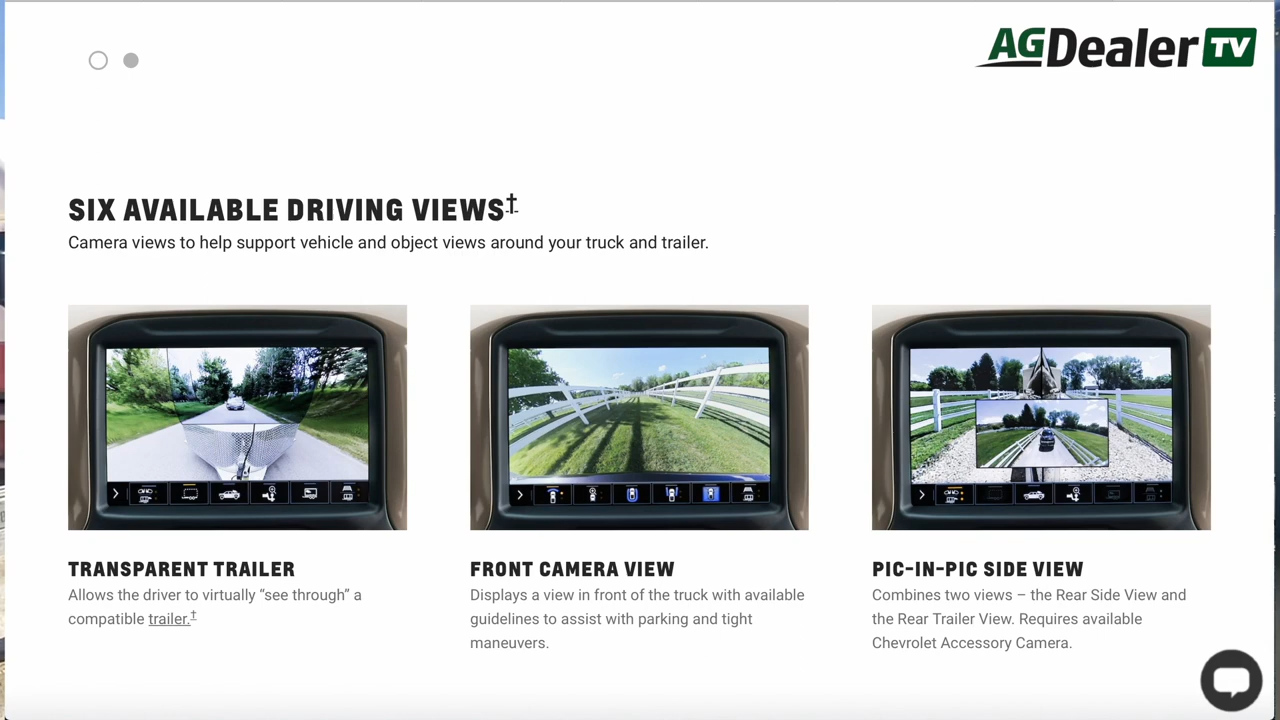 AGDealer TV
SIX AVAILABLE DRIVING VIEWS†
Camera views to help support vehicle and object views around your truck and trailer.
TRANSPARENT TRAILER
Allows the driver to virtually “see through” a
compatible trailer.†
FRONT CAMERA VIEW
Displays a view in front of the truck with available
guidelines to assist with parking and tight
maneuvers.
PIC-IN-PIC SIDE VIEW
Combines two views – the Rear Side View and
the Rear Trailer View. Requires available
Chevrolet Accessory Camera.